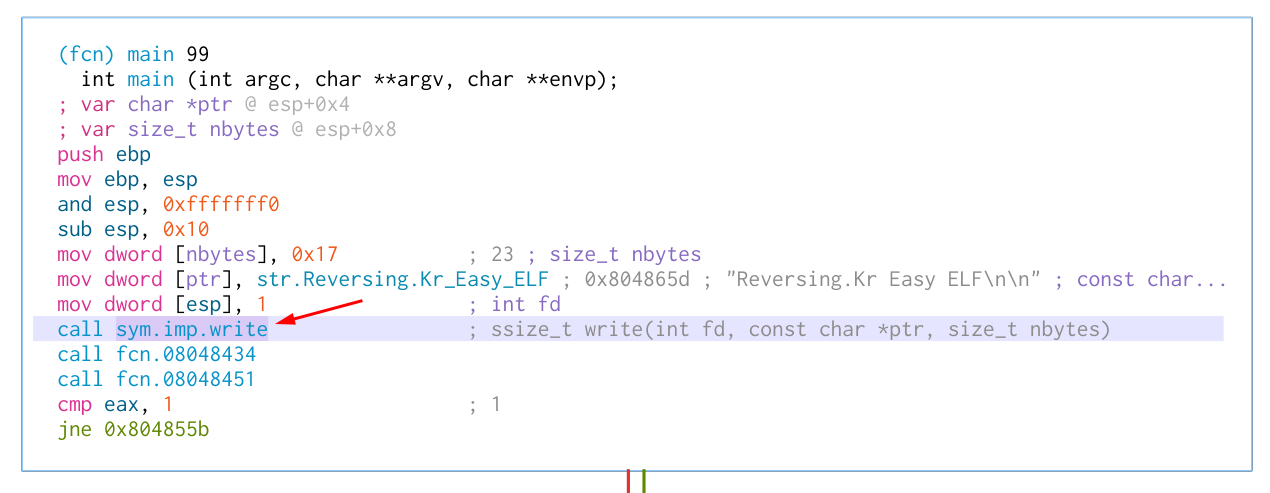 (fcn) main 99
int main (int argc, char **argv, char **envp);
; var char *ptr @ esp+0x4
; var size_t nbytes @ esp+0x8
push ebp
mov ebp, esp
and esp, 0xfffffff0
sub esp, 0x10
mov dword [nbytes], 0x17 ; 23 ; size_t nbytes
mov dword [ptr], str.Reversing.Kr_Easy_ELF ; 0x804865d ; "Reversing.Kr Easy ELF\n\n" ; const char...
mov dword [esp], 1 ; int fd
call sym.imp.write ; ssize_t write(int fd, const char *ptr, size_t nbytes)
call fcn.08048434
call fcn.08048451
cmp eax, 1 ; 1
jne 0x804855b